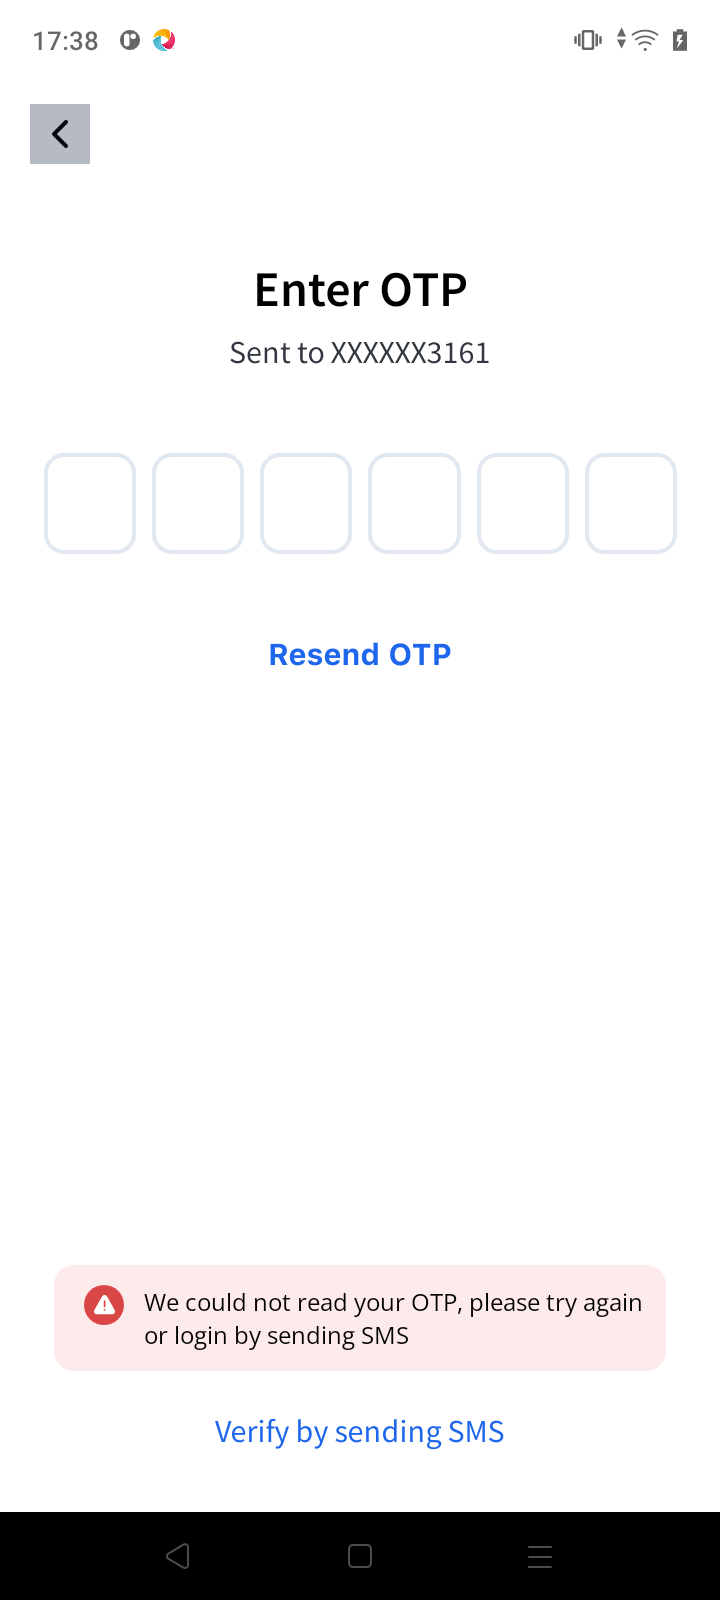 17:38
Enter OTP
Sent to XXXXXX3161
Resend OTP
We could not read your OTP, please try again
or login by sending SMS
Verify by sending SMS